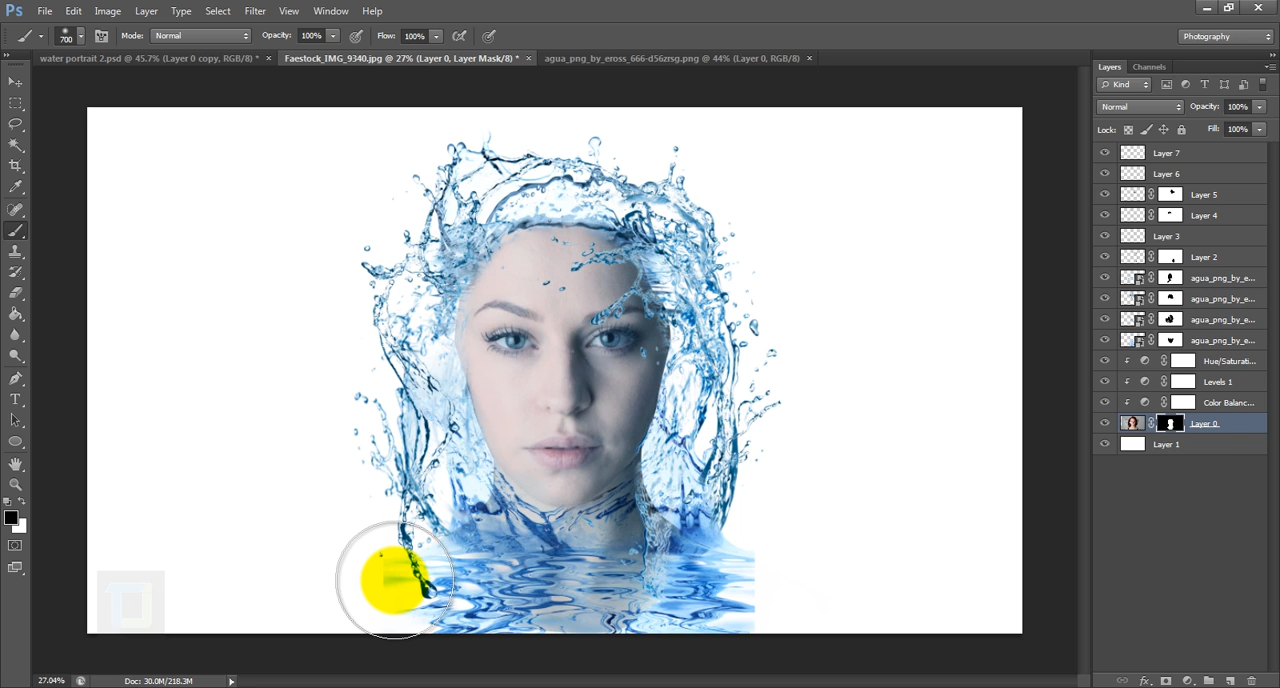 Ps File Edit Image Layer Type Select Filter View Window Help
700 Mode: Normal Opacity: 100% Flow: 100% Photography
water portrait 2.psd @ 45.7% (Layer 0 copy, RGB/8) * × Faestock_IMG_9340.jpg @ 27% (Layer 0, Layer Mask/8) * × agua_png_by_eross_666-d56zrsg.png @ 44% (Layer 0, RGB/8) ×
Layers Channels
Kind
Normal Opacity: 100%
Lock: Fill: 100%
Layer 7
Layer 6
Layer 5
Layer 4
Layer 3
Layer 2
agua_png_by_e...
agua_png_by_e...
agua_png_by_e...
agua_png_by_e...
Hue/Saturati...
Levels 1
Color Balanc...
Layer 0
Layer 1
27.04% Doc: 30.0M/218.3M